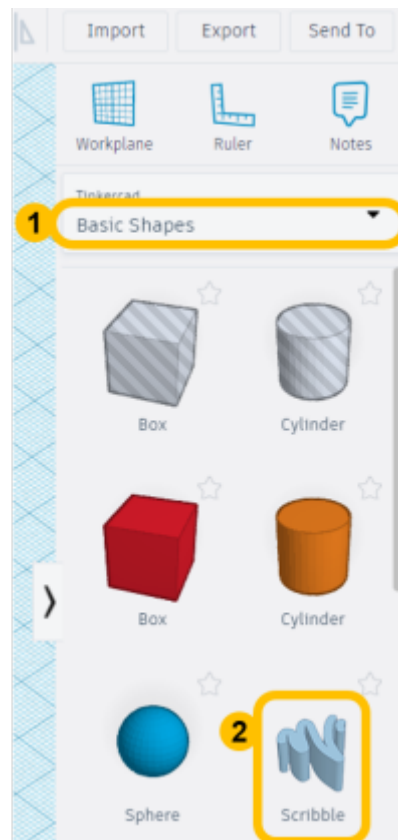 Import Export Send To
Workplane Ruler Notes
Tinkercad
1 Basic Shapes
Box Cylinder
Box Cylinder
2
Sphere Scribble